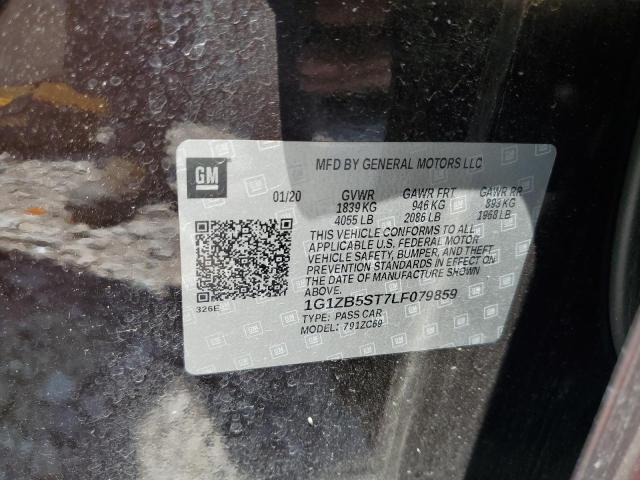 GM
MFD BY GENERAL MOTORS LLC
01/20 GVWR GAWR FRT GAWR RR
1839 KG 946 KG 893 KG
4055 LB 2086 LB 1968 LB
THIS VEHICLE CONFORMS TO ALL
APPLICABLE U.S. FEDERAL MOTOR
VEHICLE SAFETY, BUMPER, AND THEFT
PREVENTION STANDARDS IN EFFECT ON
THE DATE OF MANUFACTURE SHOWN
ABOVE.
326E
1G1ZB5ST7LF079859
TYPE: PASS CAR
MODEL: 791ZC69